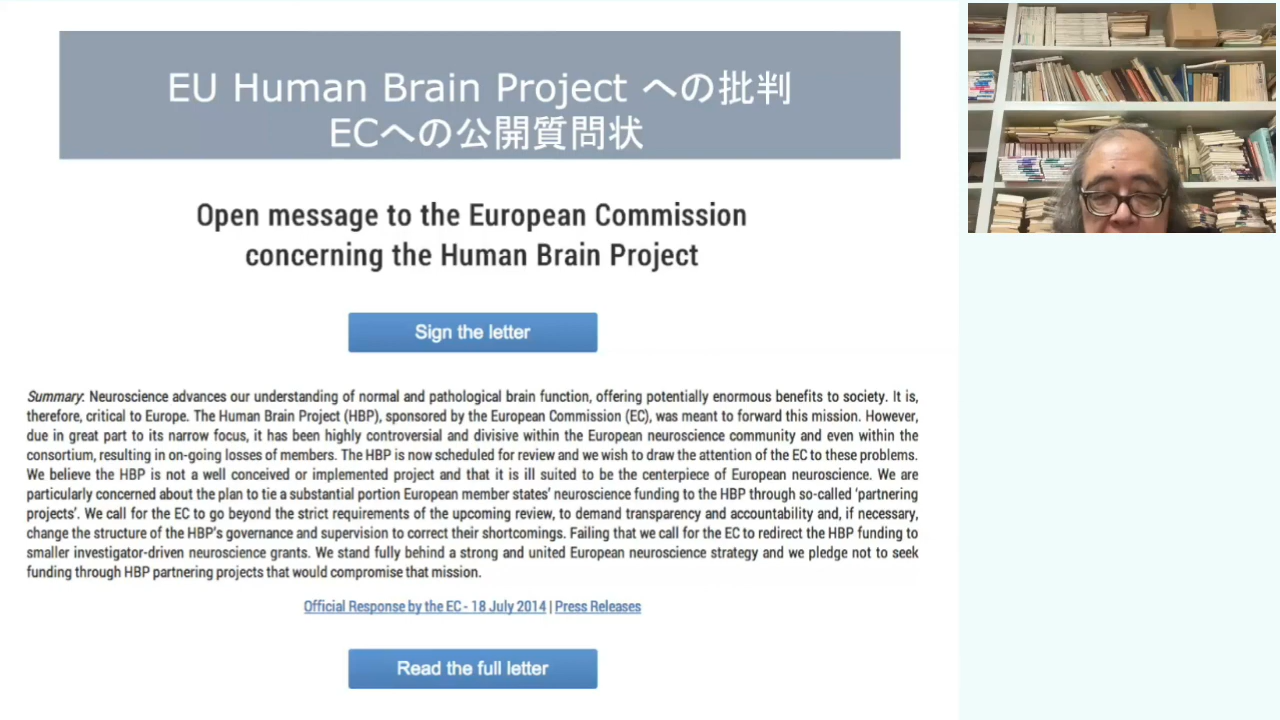 EU Human Brain Project への批判
ECへの公開質問状
Open message to the European Commission
concerning the Human Brain Project
Sign the letter
Summary: Neuroscience advances our understanding of normal and pathological brain function, offering potentially enormous benefits to society. It is,
therefore, critical to Europe. The Human Brain Project (HBP), sponsored by the European Commission (EC), was meant to forward this mission. However,
due in great part to its narrow focus, it has been highly controversial and divisive within the European neuroscience community and even within the
consortium, resulting in on-going losses of members. The HBP is now scheduled for review and we wish to draw the attention of the EC to these problems.
We believe the HBP is not a well conceived or implemented project and that it is ill suited to be the centerpiece of European neuroscience. We are
particularly concerned about the plan to tie a substantial portion European member states' neuroscience funding to the HBP through so-called 'partnering
projects'. We call for the EC to go beyond the strict requirements of the upcoming review, to demand transparency and accountability and, if necessary,
change the structure of the HBP's governance and supervision to correct their shortcomings. Failing that we call for the EC to redirect the HBP funding to
smaller investigator-driven neuroscience grants. We stand fully behind a strong and united European neuroscience strategy and we pledge not to seek
funding through HBP partnering projects that would compromise that mission.
Official Response by the EC - 18 July 2014 | Press Releases
Read the full letter